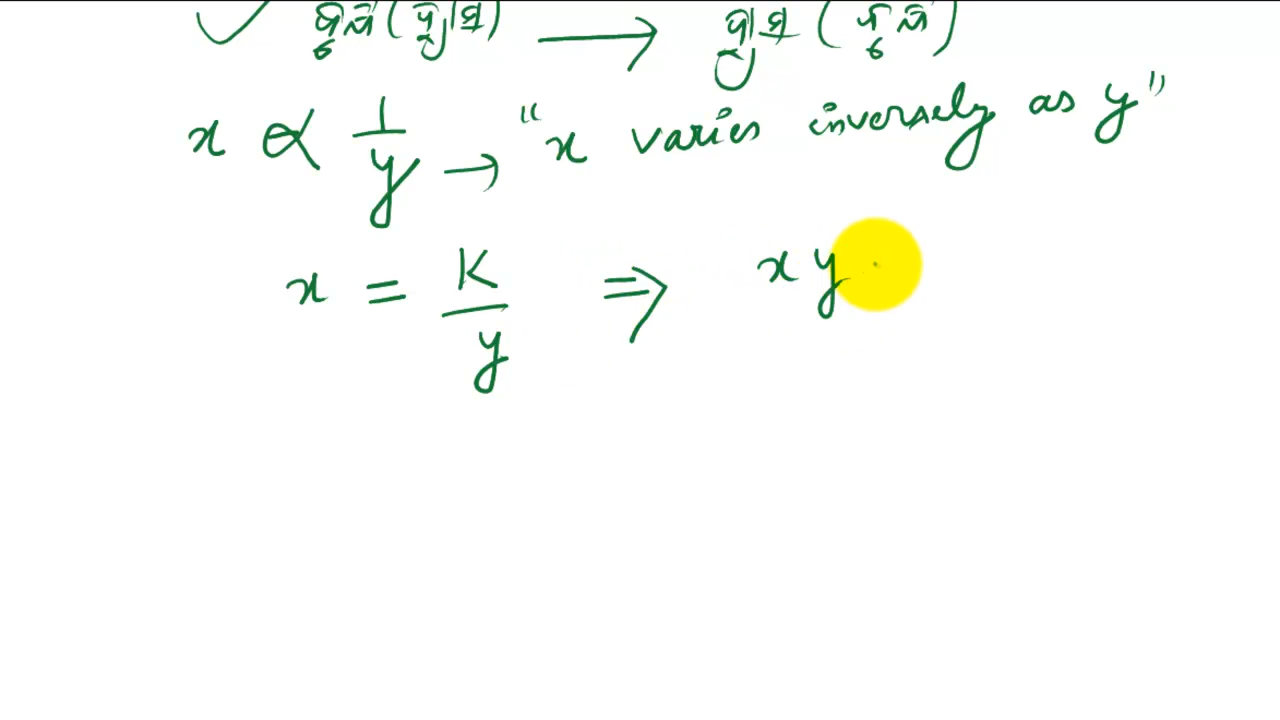 x ∝ 1/y → "x varies inversely as y"
x = K/y ⇒ xy